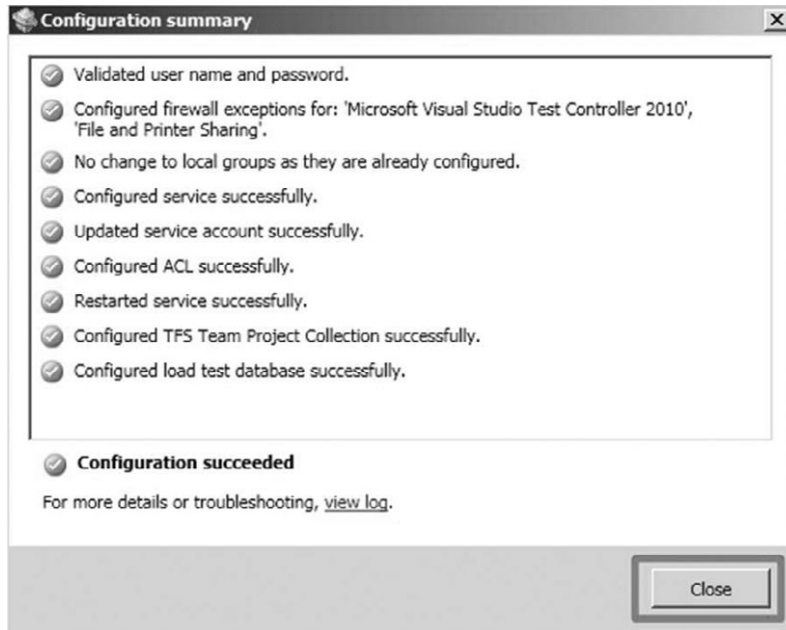 Configuration summary
Validated user name and password.
Configured firewall exceptions for: 'Microsoft Visual Studio Test Controller 2010',
'File and Printer Sharing'.
No change to local groups as they are already configured.
Configured service successfully.
Updated service account successfully.
Configured ACL successfully.
Restarted service successfully.
Configured TFS Team Project Collection successfully.
Configured load test database successfully.
Configuration succeeded
For more details or troubleshooting, view log.
Close